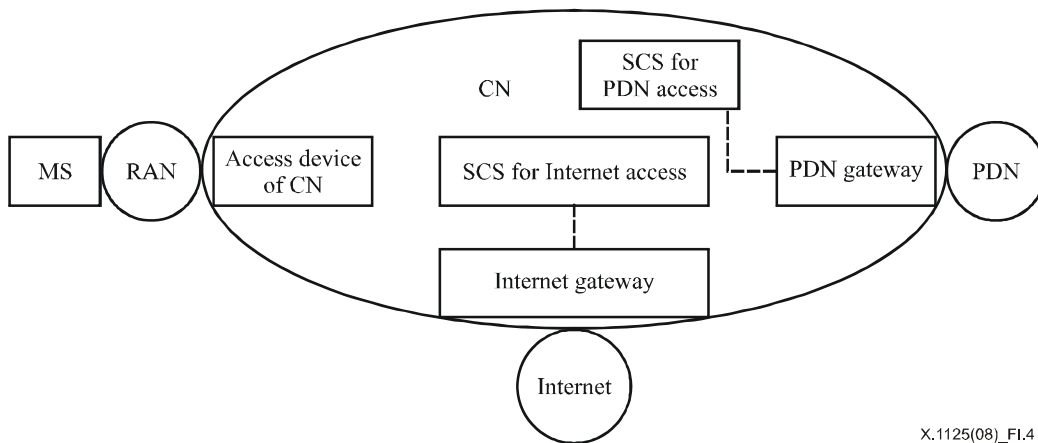 SCS for
PDN access
CN
MS
RAN
Access device
of CN
SCS for Internet access
PDN gateway
PDN
Internet gateway
Internet
X.1125(08)_FI.4